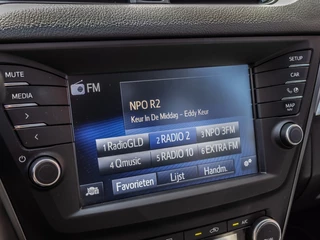 MUTE
MEDIA
FM
NPO R2
Keur In De Middag - Eddy Keur
1 RadioGLD
2 RADIO 2
3 NPO 3FM
4 Qmusic
5 RADIO 10
6 EXTRA FM
Favorieten
Lijst
Handm.
SETUP
CAR
MAP